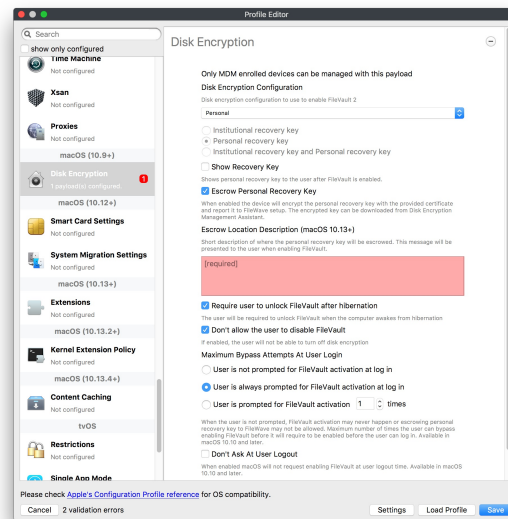 Profile Editor
Search
show only configured
Time Machine
Not configured
Xsan
Not configured
Proxies
Not configured
macOS (10.9+)
Disk Encryption
1 payload(s) configured.
1
macOS (10.12+)
Smart Card Settings
Not configured
System Migration Settings
Not configured
macOS (10.13+)
Extensions
Not configured
macOS (10.13.2+)
Kernel Extension Policy
Not configured
macOS (10.13.4+)
Content Caching
Not configured
tvOS
Restrictions
Not configured
Single App Mode
Disk Encryption
Only MDM enrolled devices can be managed with this payload
Disk Encryption Configuration
Disk encryption configuration to use to enable FileVault 2
Personal
Institutional recovery key
Personal recovery key
Institutional recovery key and Personal recovery key
Show Recovery Key
Shows personal recovery key to the user after FileVault is enabled.
Escrow Personal Recovery Key
When enabled the device will encrypt the personal recovery key with the provided certificate
and report it to FileWave setup. The encrypted key can be downloaded from Disk Encryption
Management Assistant.
Escrow Location Description (macOS 10.13+)
Short description of where the personal recovery key will be escrowed. This message will be
presented to the user when enabling FileVault.
[required]
Require user to unlock FileVault after hibernation
The user will be required to unlock FileVault when the computer awakes from hibernation
Don't allow the user to disable FileVault
If enabled, the user will not be able to turn off disk encryption
Maximum Bypass Attempts At User Login
User is not prompted for FileVault activation at log in
User is always prompted for FileVault activation at log in
User is prompted for FileVault activation 1 times
When the user is not prompted, FileVault activation may never happen or escrowing personal
recovery key to FileWave may not be allowed. Maximum number of times the user can bypass
enabling FileVault before it will require to be enabled before the user can log in. Available in
macOS 10.10 and later.
Don't Ask At User Logout
When enabled macOS will not request enabling FileVault at user logout time. Available in macOS
10.10 and later.
Please check Apple's Configuration Profile reference for OS compatibility.
Cancel 2 validation errors
Settings Load Profile Save